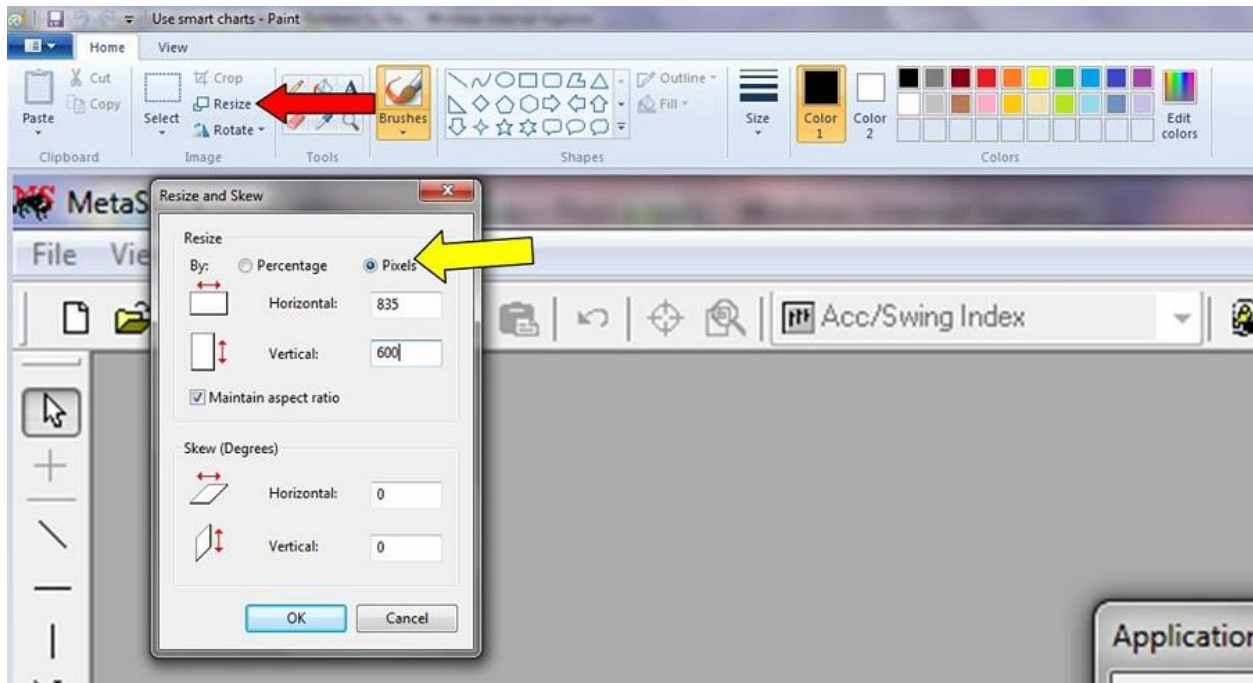 Use smart charts - Paint
Home View
Paste
Cut
Copy
Clipboard
Select
Crop
Resize
Rotate
Image
A
Tools
Brushes
Shapes
Outline
Fill
Size
Color 1
Color 2
Edit colors
Colors
MS MetaS
Resize and Skew
File Vie
Resize
By: Percentage Pixels
Horizontal: 835
Vertical: 600
Maintain aspect ratio
Skew (Degrees)
Horizontal: 0
Vertical: 0
OK Cancel
Acc/Swing Index
Application